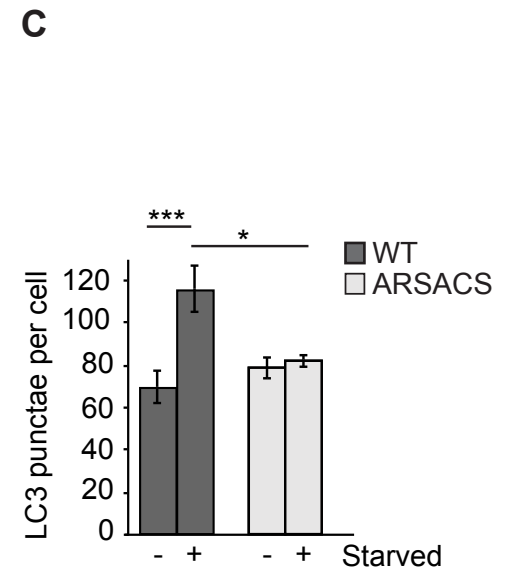 C
***
*
WT
ARSACS
LC3 punctae per cell
120
100
80
60
40
20
0
- + - + Starved